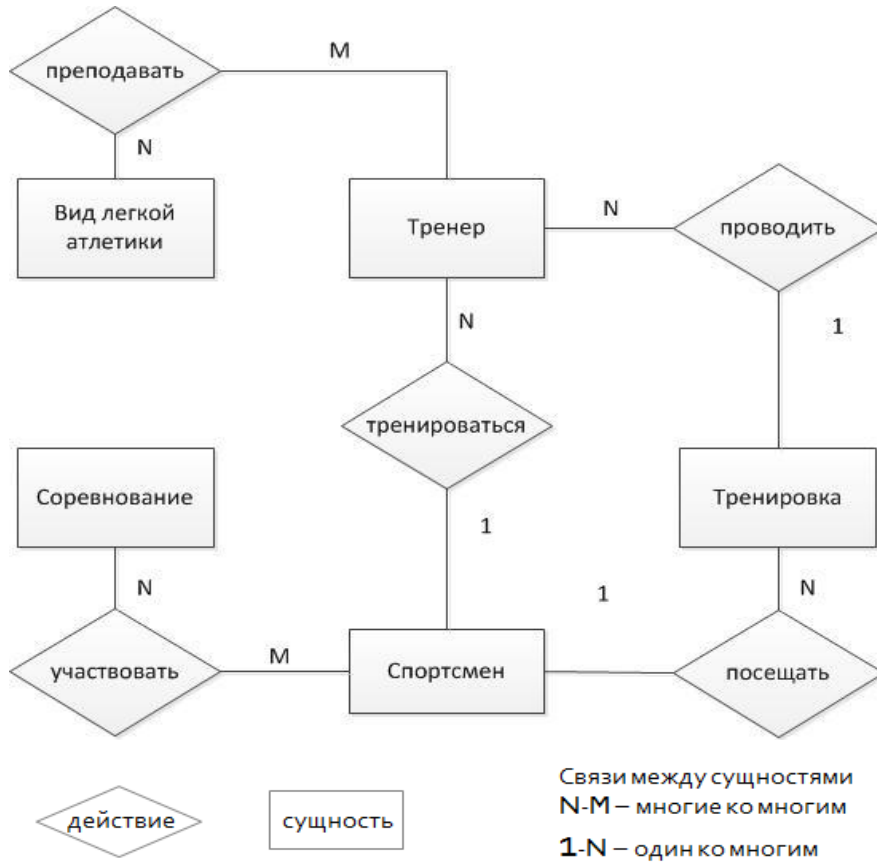 M
преподавать
N
Вид легкой
атлетики
Тренер
N
проводить
N
1
тренироваться
Соревнование
Тренировка
1
N
1
N
участвовать
M
Спортсмен
посещать
действие
сущность
Связи между сущностями
N-M – многие ко многим
1-N – один ко многим